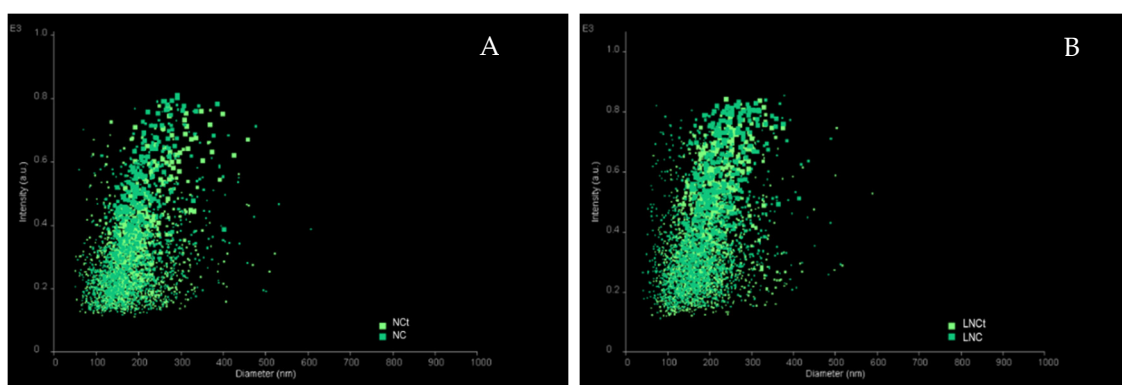 E3
A
1.0
0.8
0.6
0.4
0.2
0
Intensity (a.u.)
NCt
NC
0 100 200 300 400 500 600 700 800 900 1000
Diameter (nm)
E3
B
1.0
0.8
0.6
0.4
0.2
0
Intensity (a.u.)
LNCt
LNC
100 200 300 400 500 600 700 800 900 1000
Diameter (nm)